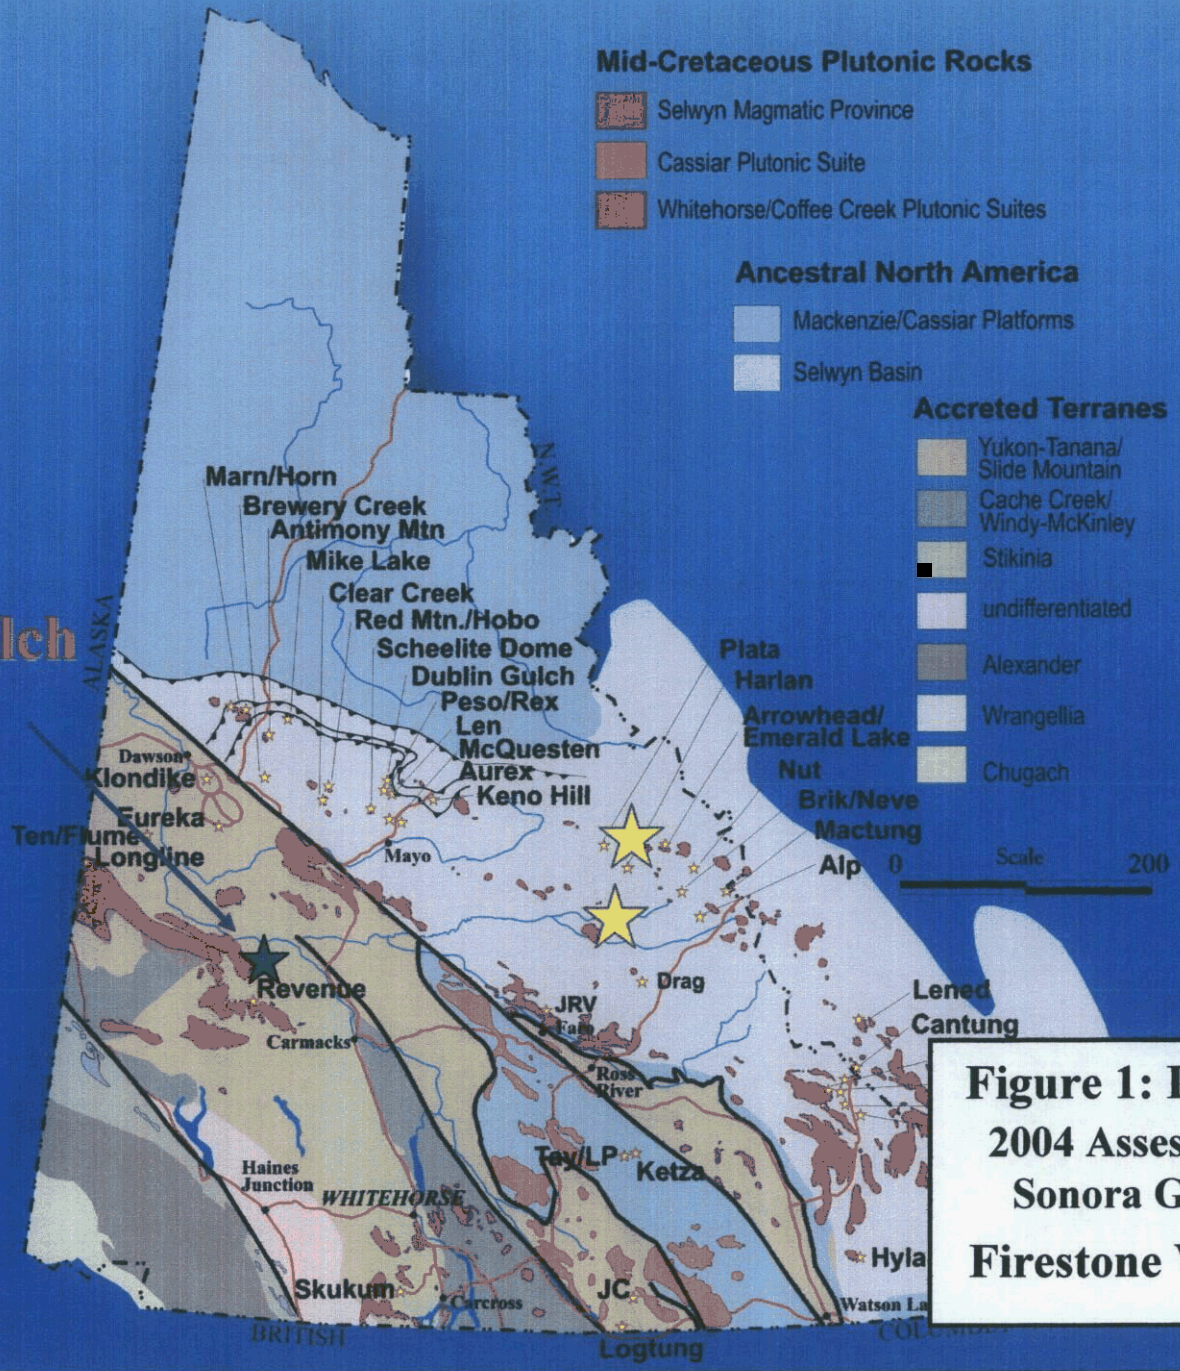 Mid-Cretaceous Plutonic Rocks
Selwyn Magmatic Province
Cassiar Plutonic Suite
Whitehorse/Coffee Creek Plutonic Suites
Ancestral North America
Mackenzie/Cassiar Platforms
Selwyn Basin
Accreted Terranes
Yukon-Tanana/
Slide Mountain
Cache Creek/
Windy-McKinley
Stikinia
undifferentiated
Alexander
Wrangellia
Chugach
N.W.T.
Marn/Horn
Brewery Creek
Antimony Mtn
Mike Lake
Clear Creek
Red Mtn./Hobo
Scheelite Dome
Dublin Gulch
Peso/Rex
Len
McQuesten
Aurex
Keno Hill
lch
ALASKA
Plata
Harlan
Arrowhead/
Emerald Lake
Nut
Brik/Neve
Mactung
Alp
0 Scale 200
Dawson
Klondike
Eureka
Ten/Flume
Longline
Mayo
Revenue
Carmacks
Drag
JRV
Faro
Ross
River
Lened
Cantung
Tay/LP
Ketza
Haines
Junction
WHITEHORSE
Skukum
Carcross
JC
Hyla
Watson La
BRITISH
COLUMBIA
Logtung
Figure 1: L
2004 Asses
Sonora G
Firestone